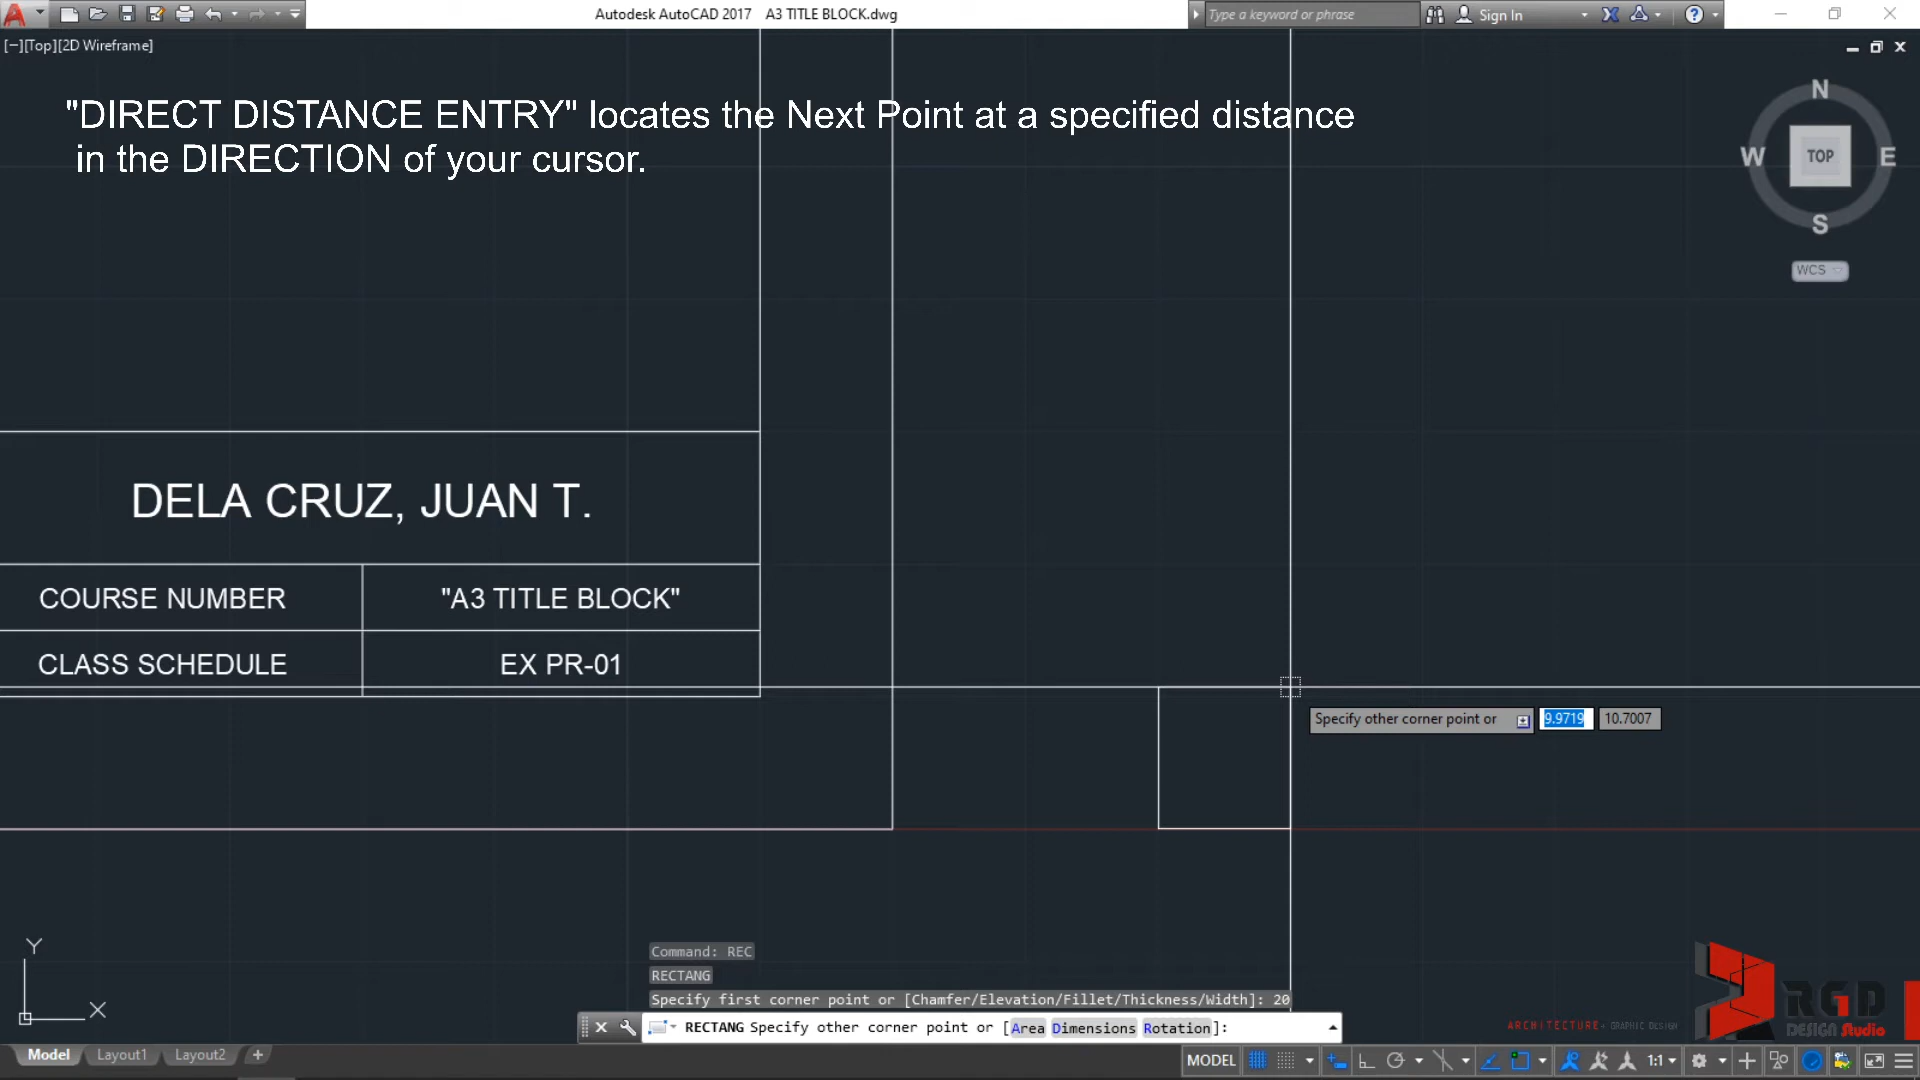 Autodesk AutoCAD 2017 A3 TITLE BLOCK.dwg
Type a keyword or phrase
Sign In
[−][Top][2D Wireframe]
"DIRECT DISTANCE ENTRY" locates the Next Point at a specified distance
in the DIRECTION of your cursor.
N
W TOP E
S
WCS
DELA CRUZ, JUAN T.
COURSE NUMBER "A3 TITLE BLOCK"
CLASS SCHEDULE EX PR-01
Specify other corner point or 9.9719 10.7007
Y
X
Command: REC
RECTANG
Specify first corner point or [Chamfer/Elevation/Fillet/Thickness/Width]: 20
RECTANG Specify other corner point or [Area Dimensions Rotation]:
RGD
DESIGN Studio
ARCHITECTURE + GRAPHIC DESIGN
Model Layout1 Layout2 +
MODEL 1:1